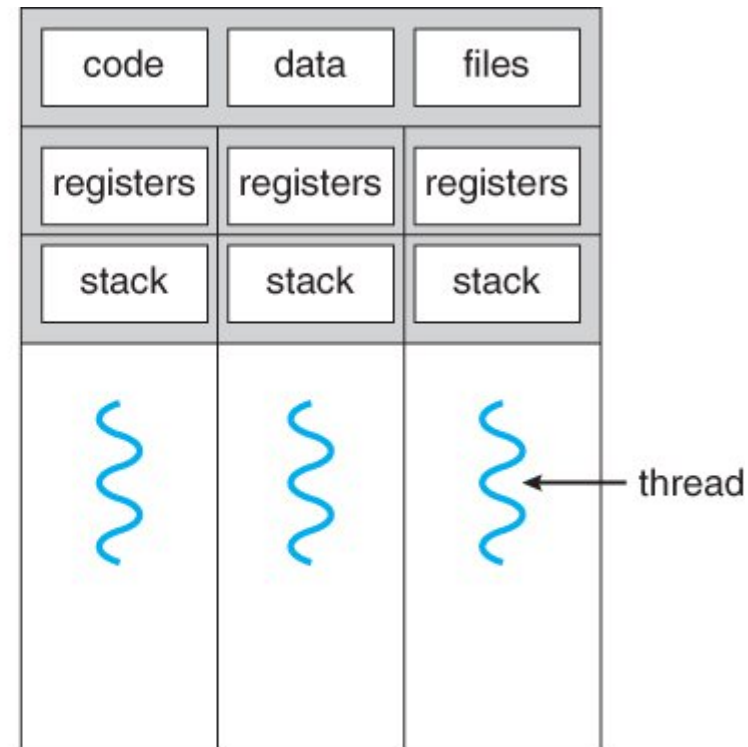 code data files
registers registers registers
stack stack stack
thread